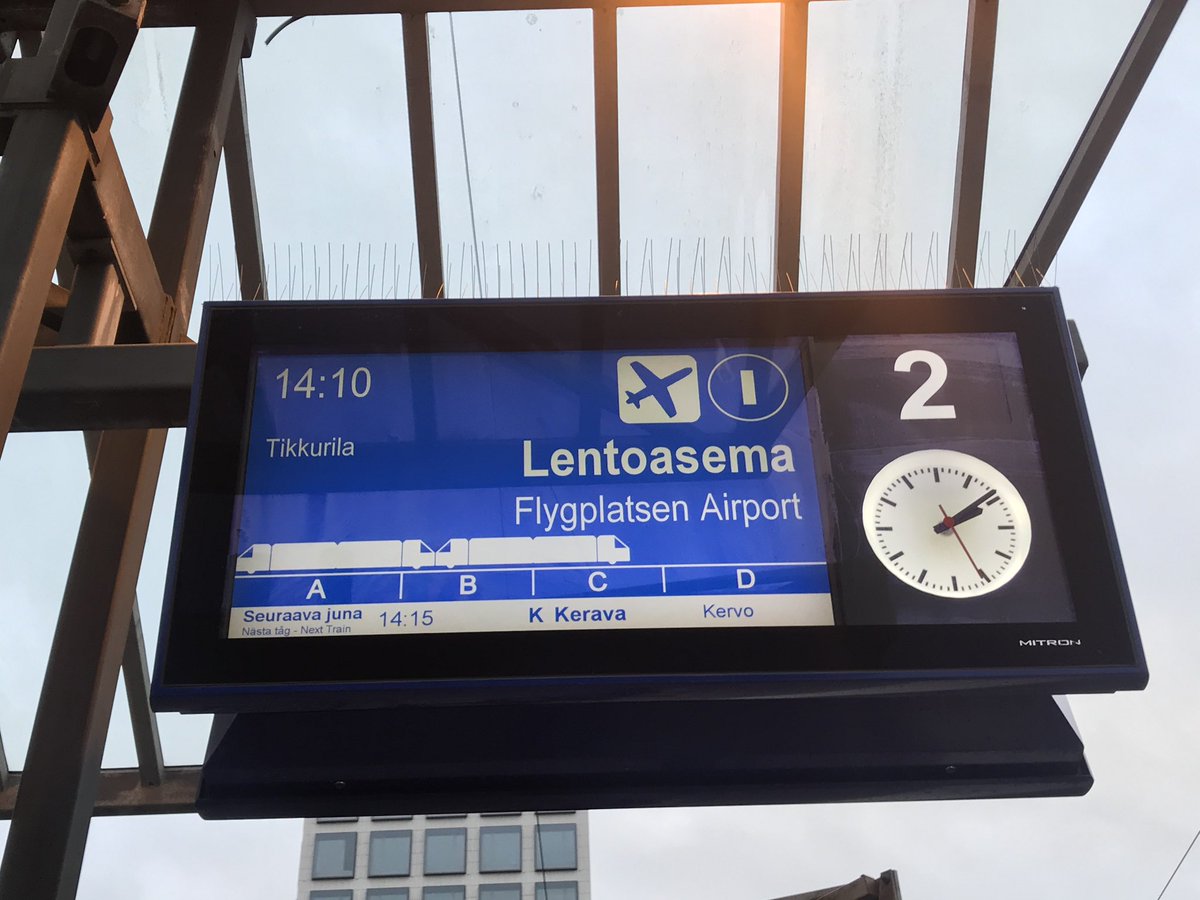 14:10
I
2
Tikkurila
Lentoasema
Flygplatsen Airport
A B C D
Seuraava juna 14:15 K Kerava Kervo
Nästa tåg - Next Train
MITRON